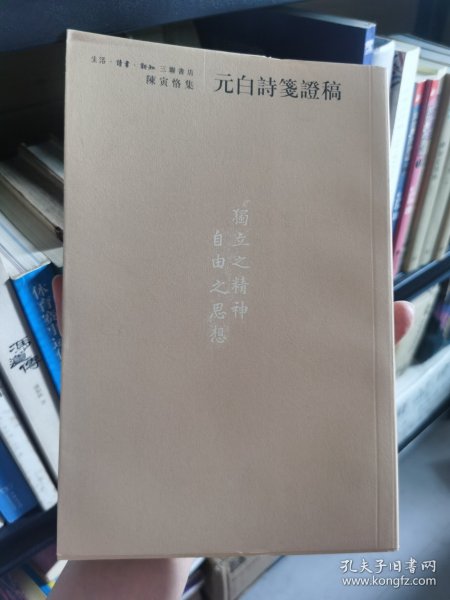 生活·讀書·新知 三聯書店
陳寅恪集
元白詩箋證稿
獨立之精神
自由之思想
孔夫子旧书网
www.kongfz.com